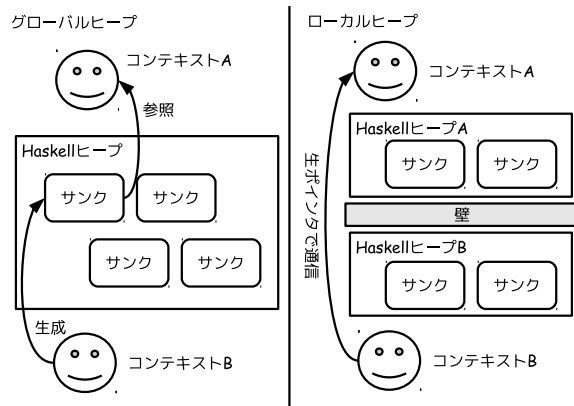 グローバルヒープ
コンテキストA
参照
Haskellヒープ
サンク
サンク
サンク
サンク
生成
コンテキストB
ローカルヒープ
コンテキストA
HaskellヒープA
サンク
サンク
生ポインタで通信
壁
HaskellヒープB
サンク
サンク
コンテキストB